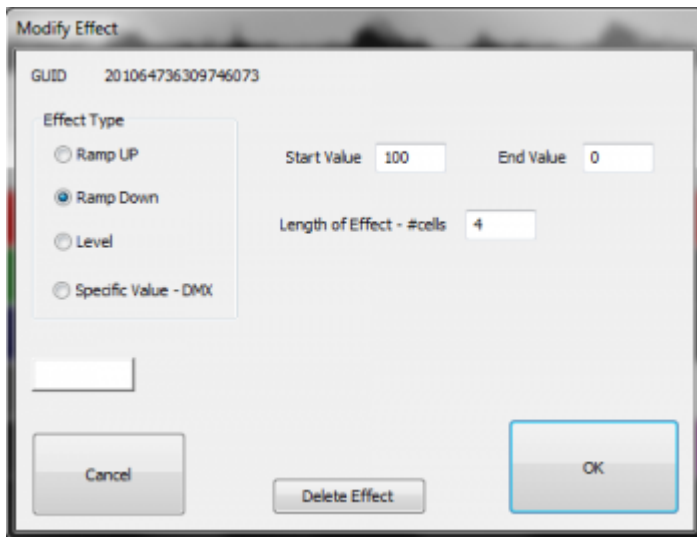 Modify Effect
GUID 201064736309746073
Effect Type
Ramp UP
Start Value 100 End Value 0
Ramp Down
Length of Effect - #cells 4
Level
Specific Value - DMX
Cancel
Delete Effect
OK